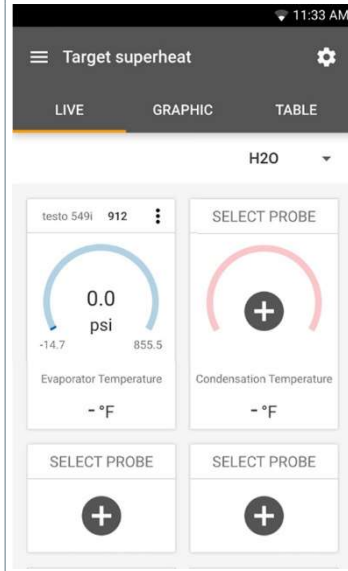 11:33 AM
Target superheat
LIVE GRAPHIC TABLE
H2O
testo 549i 912 SELECT PROBE
0.0
psi
-14.7 855.5
Evaporator Temperature Condensation Temperature
- °F - °F
SELECT PROBE SELECT PROBE